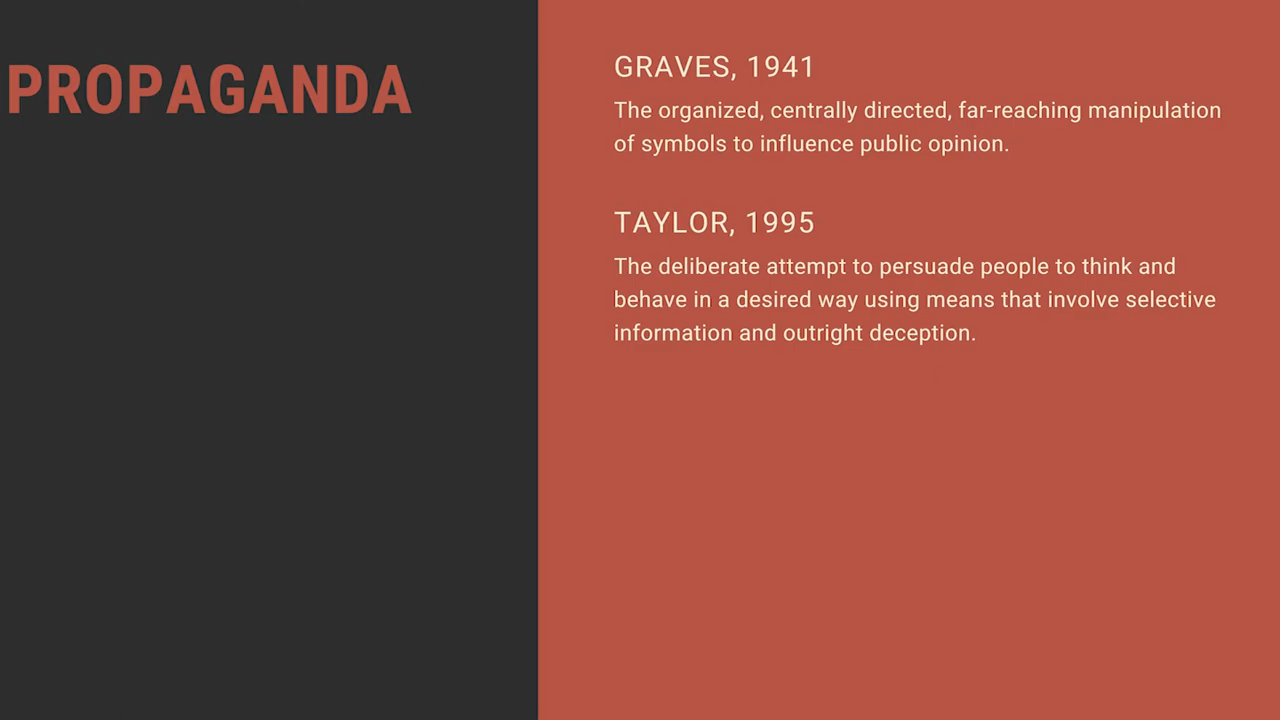 PROPAGANDA
GRAVES, 1941
The organized, centrally directed, far-reaching manipulation
of symbols to influence public opinion.
TAYLOR, 1995
The deliberate attempt to persuade people to think and
behave in a desired way using means that involve selective
information and outright deception.